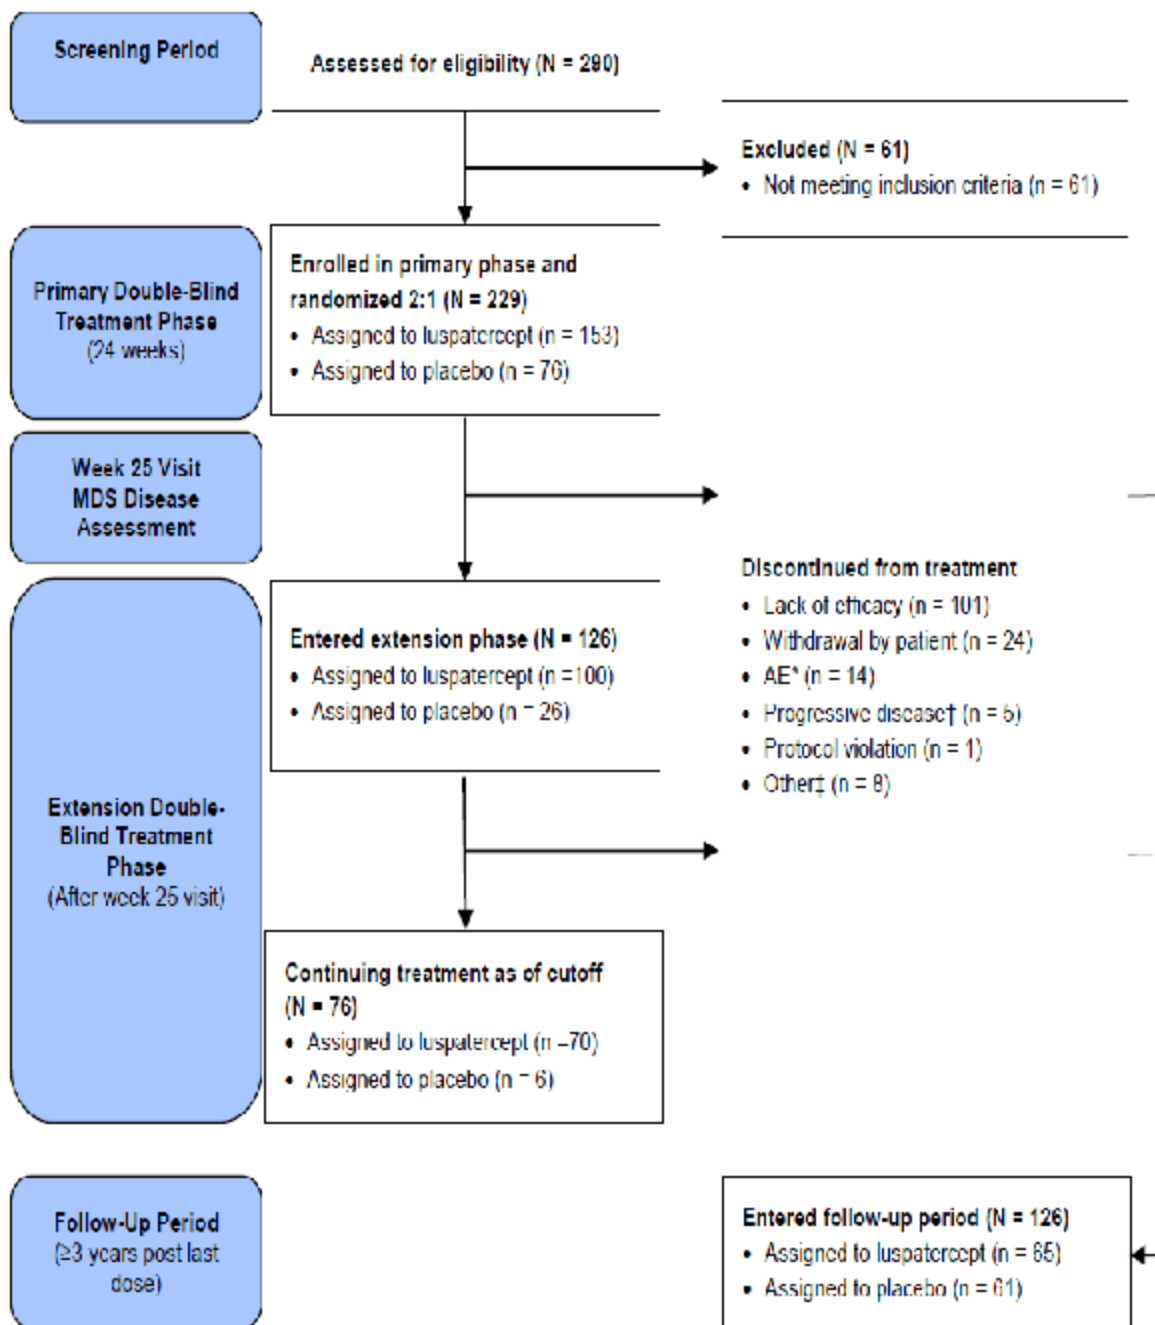 Screening Period
Assessed for eligibility (N = 290)
Excluded (N = 61)
• Not meeting inclusion criteria (n = 61)
Primary Double-Blind
Treatment Phase
(24 weeks)
Enrolled in primary phase and
randomized 2:1 (N = 229)
• Assigned to luspatercept (n = 153)
• Assigned to placebo (n = 76)
Week 25 Visit
MDS Disease
Assessment
Discontinued from treatment
• Lack of efficacy (n = 101)
• Withdrawal by patient (n = 24)
• AE* (n = 14)
• Progressive disease† (n = 5)
• Protocol violation (n = 1)
• Other‡ (n = 8)
Extension Double-
Blind Treatment
Phase
(After week 25 visit)
Entered extension phase (N = 126)
• Assigned to luspatercept (n =100)
• Assigned to placebo (n = 26)
Continuing treatment as of cutoff
(N = 76)
• Assigned to luspatercept (n =70)
• Assigned to placebo (n = 6)
Follow-Up Period
(≥3 years post last
dose)
Entered follow-up period (N = 126)
• Assigned to luspatercept (n = 65)
• Assigned to placebo (n = 61)